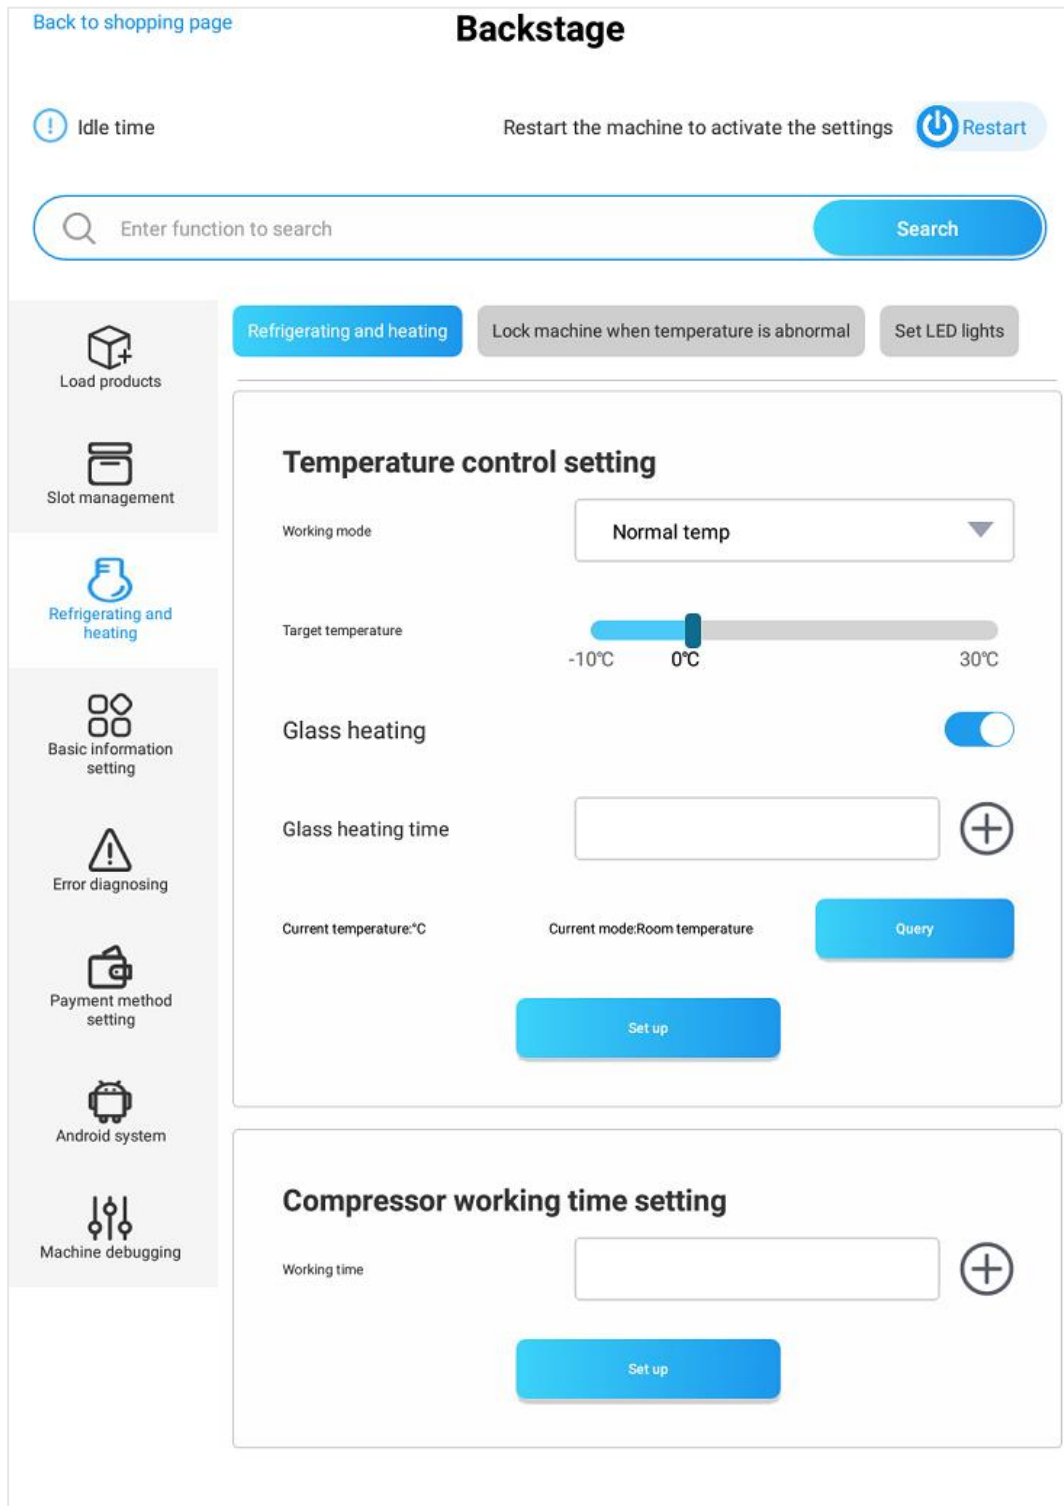 Back to shopping page
Backstage
Idle time
Restart the machine to activate the settings
Restart
Enter function to search
Search
Load products
Slot management
Refrigerating and
heating
Basic information
setting
Error diagnosing
Payment method
setting
Android system
Machine debugging
Refrigerating and heating
Lock machine when temperature is abnormal
Set LED lights
Temperature control setting
Working mode
Normal temp
Target temperature
-10℃
0℃
30℃
Glass heating
Glass heating time
Current temperature:℃
Current mode:Room temperature
Query
Set up
Compressor working time setting
Working time
Set up